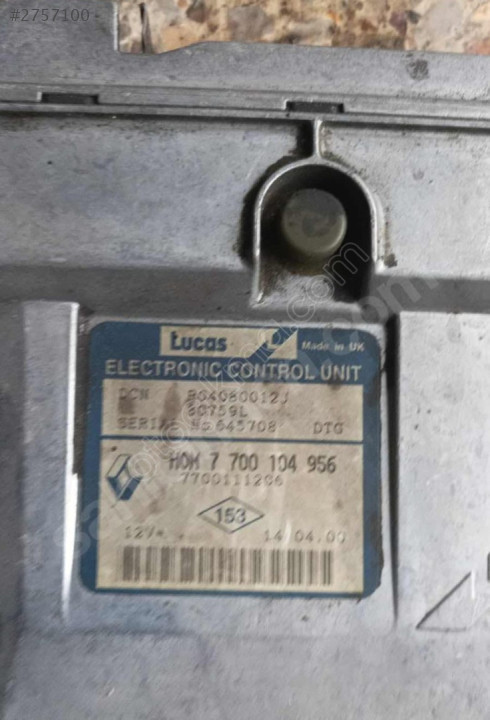 #2757100
Lucas
Made in UK
ELECTRONIC CONTROL UNIT
DCN R04080012J
80759L
SERIAL No 645708 DTG
HOM 7 700 104 956
7700111206
153
12V= 14/04.00